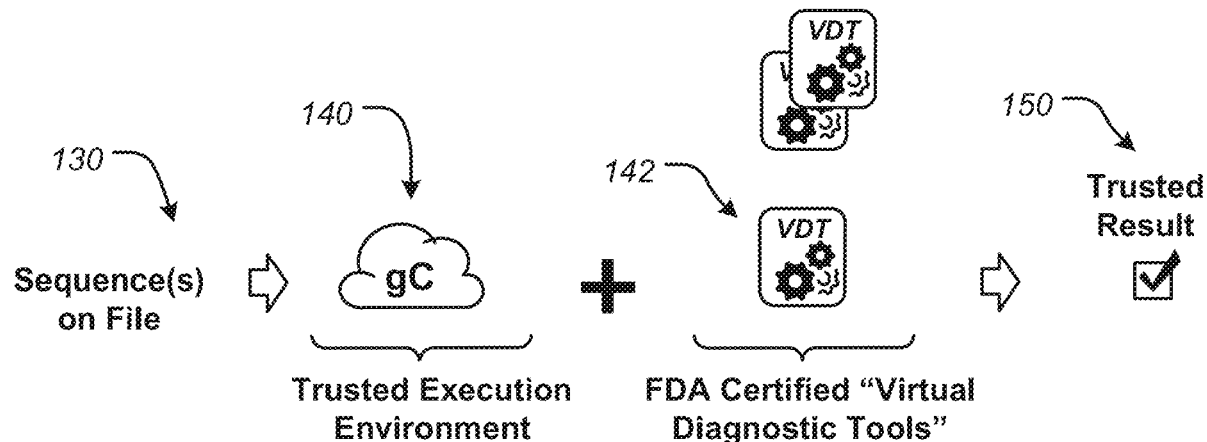 VDT
V
140
150
130
142
Trusted
Result
VDT
Sequence(s)
on File
gC
Trusted Execution
Environment
FDA Certified “Virtual
Diagnostic Tools”